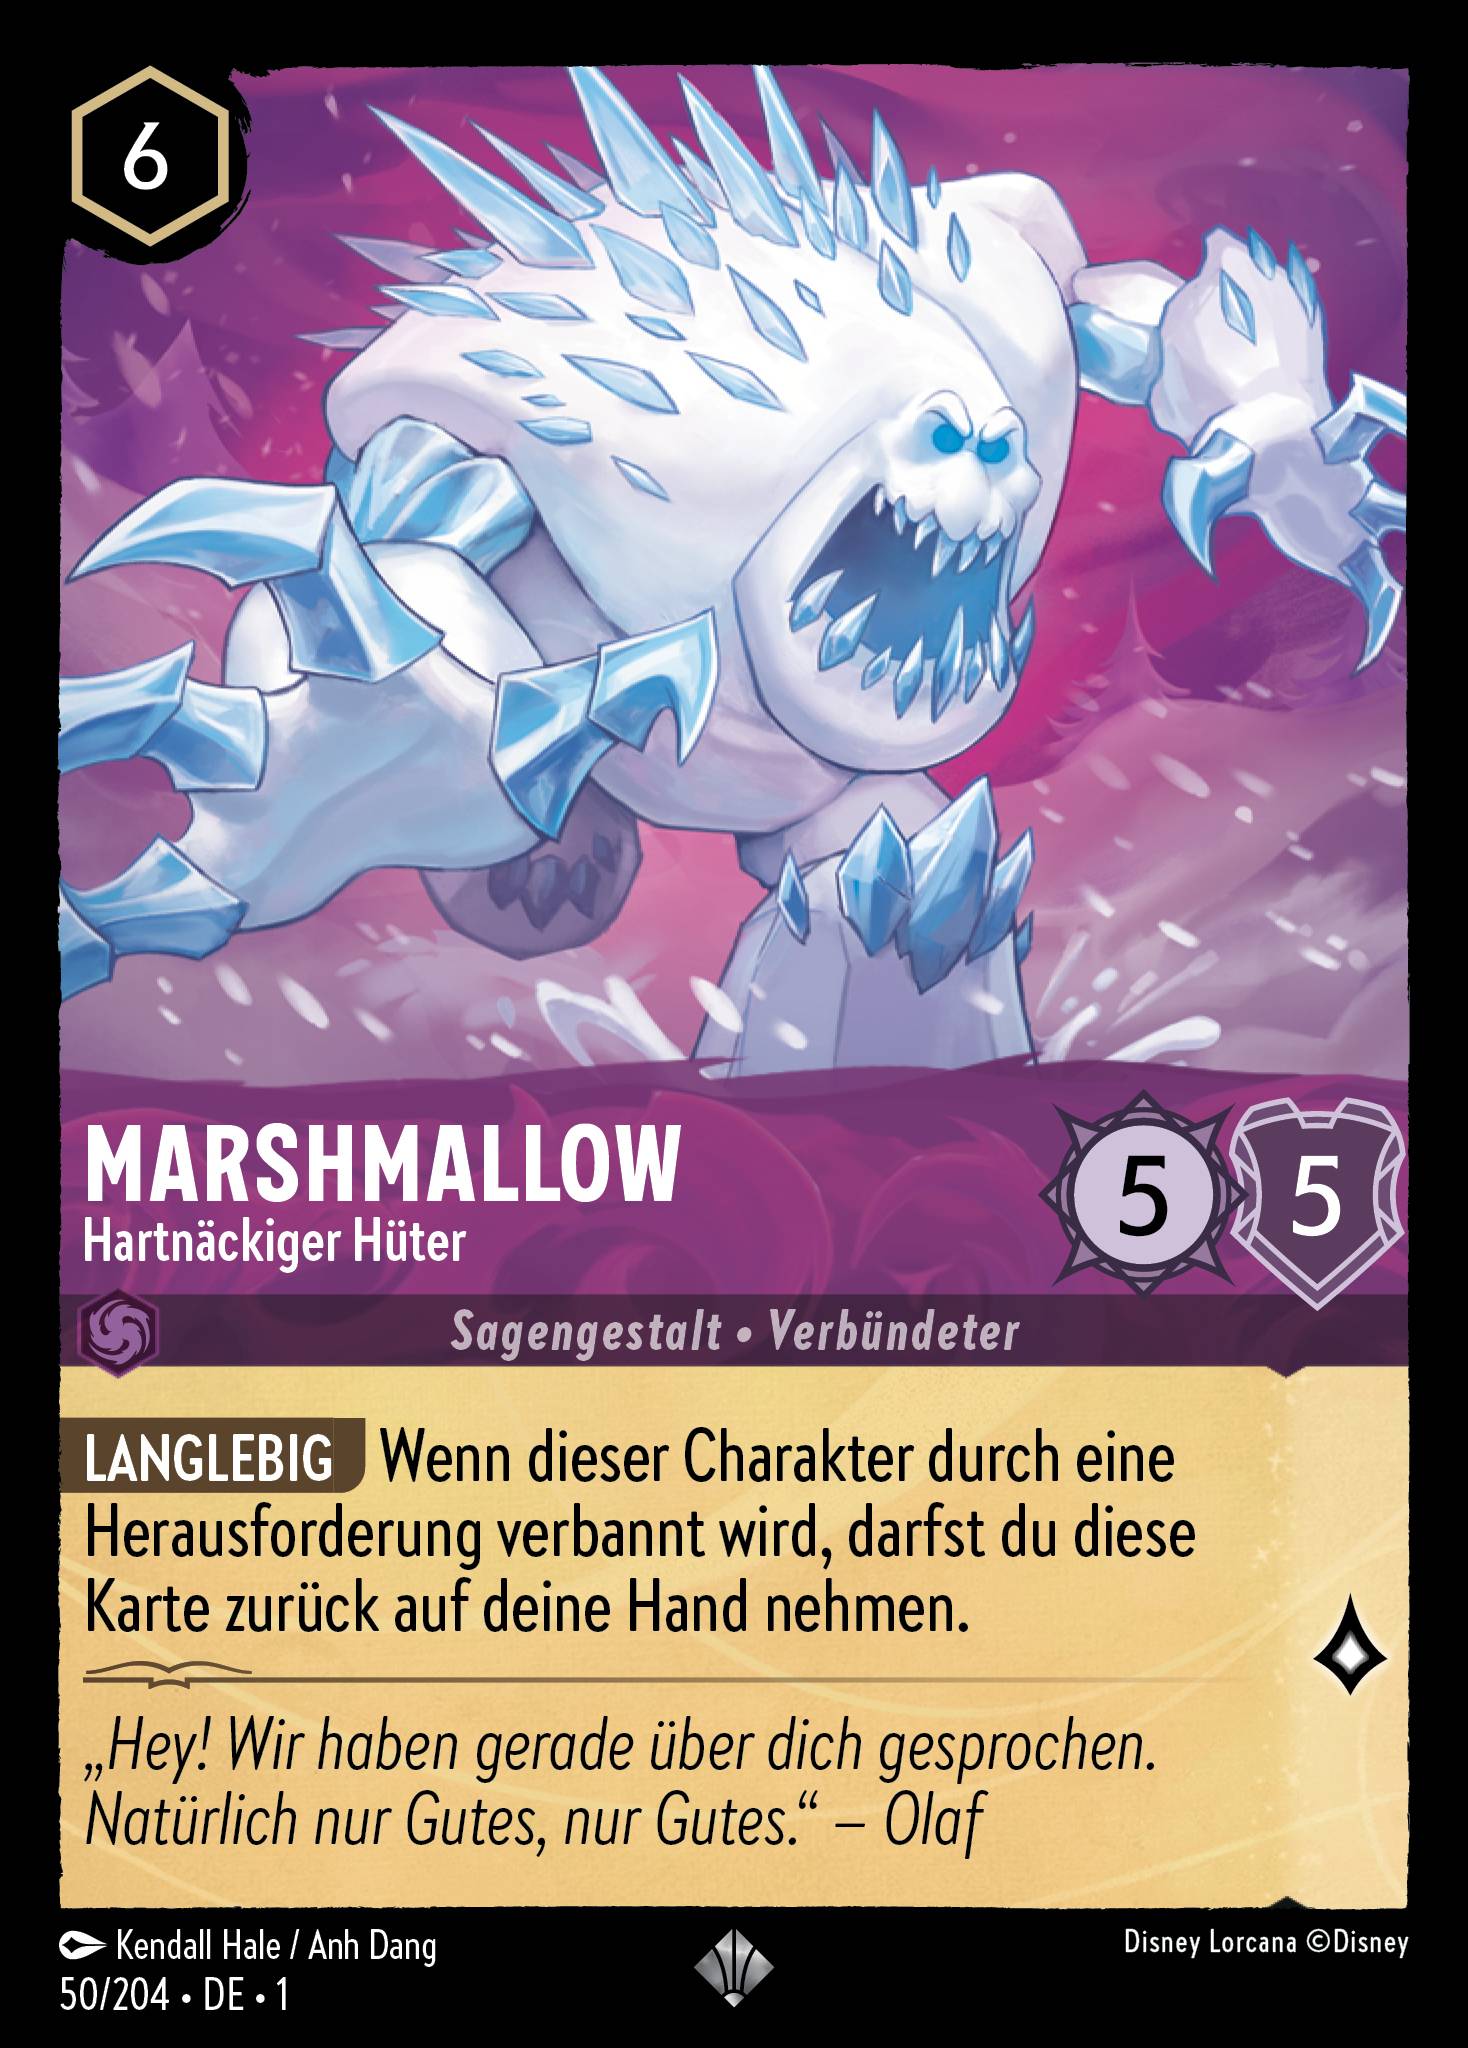 6
MARSHMALLOW
Hartnäckiger Hüter
5
5
Sagengestalt • Verbündeter
LANGLEBIG Wenn dieser Charakter durch eine
Herausforderung verbannt wird, darfst du diese
Karte zurück auf deine Hand nehmen.
„Hey! Wir haben gerade über dich gesprochen.
Natürlich nur Gutes, nur Gutes.“ – Olaf
Kendall Hale / Anh Dang
Disney Lorcana ©Disney
50/204 • DE • 1